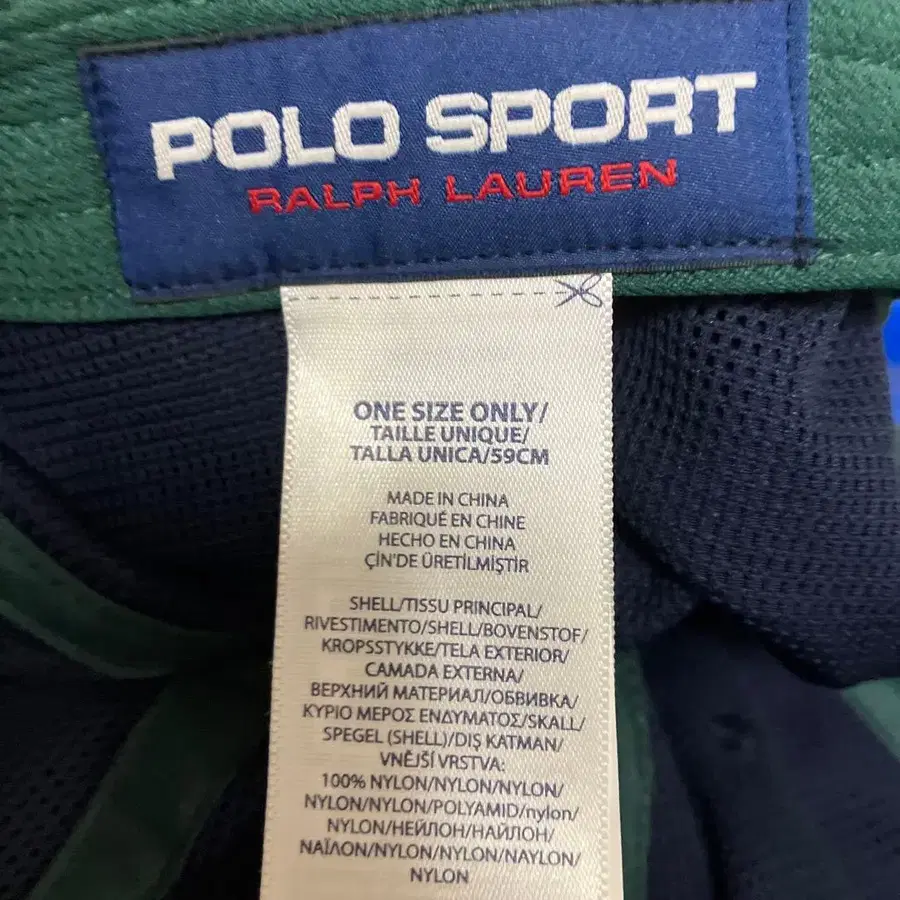 POLO SPORT
RALPH LAUREN
ONE SIZE ONLY/
TAILLE UNIQUE/
TALLA UNICA/59CM
MADE IN CHINA
FABRIQUÉ EN CHINE
HECHO EN CHINA
ÇİN'DE ÜRETİLMİŞTİR
SHELL/TISSU PRINCIPAL/
RIVESTIMENTO/SHELL/BOVENSTOF/
KROPSSTYKKE/TELA EXTERIOR/
CAMADA EXTERNA/
ВЕРХНИЙ МАТЕРИАЛ/ОБВИВКА/
ΚΥΡΙΟ ΜΕΡΟΣ ΕΝΔΥΜΑΤΟΣ/SKALL/
SPEGEL (SHELL)/DIŞ KATMAN/
VNĚJŠÍ VRSTVA:
100% NYLON/NYLON/NYLON/
NYLON/NYLON/POLYAMID/nylon/
NYLON/НЕЙЛОН/НАЙЛОН/
ΝΑΪΛΟΝ/NYLON/NYLON/NAYLON/
NYLON